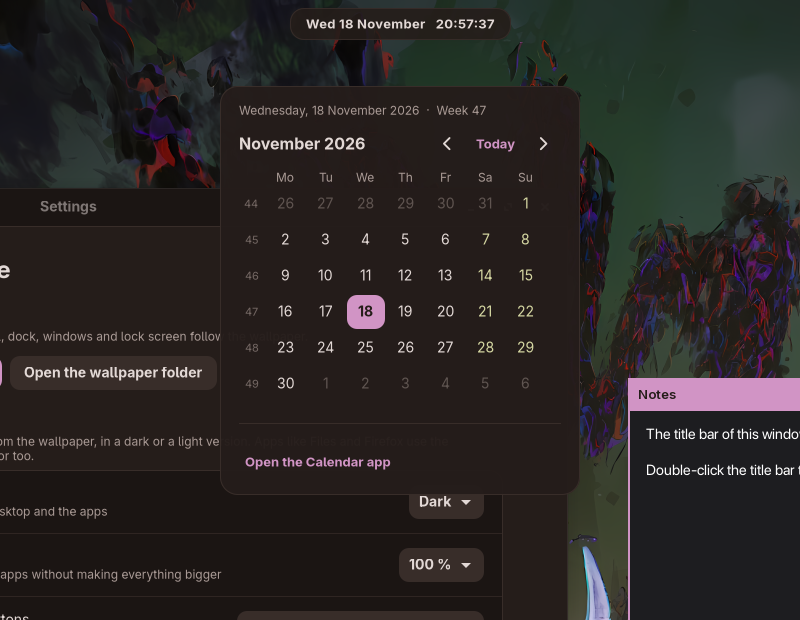 Wed 18 November 20:57:37
Wednesday, 18 November 2026 · Week 47
November 2026
Today
Mo Tu We Th Fr Sa Su
44 26 27 28 29 30 31 1
45 2 3 4 5 6 7 8
46 9 10 11 12 13 14 15
47 16 17 18 19 20 21 22
48 23 24 25 26 27 28 29
49 30 1 2 3 4 5 6
Open the Calendar app
Settings
e
, dock, windows and lock screen follow
Open the wallpaper folder
om the wallpaper, in a dark or a light ve
or too.
sktop and the apps
Dark
100 %
apps without making everything bigger
ttons
Notes
The title bar of this windo
Double-click the title bar t